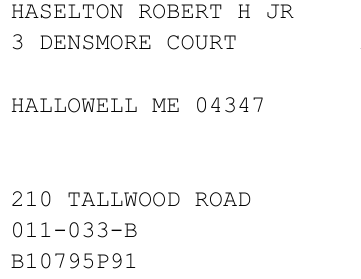 HASELTON ROBERT H JR
3 DENSMORE COURT
HALLOWELL ME 04347
210 TALLWOOD ROAD
011-033-B
B10795P91